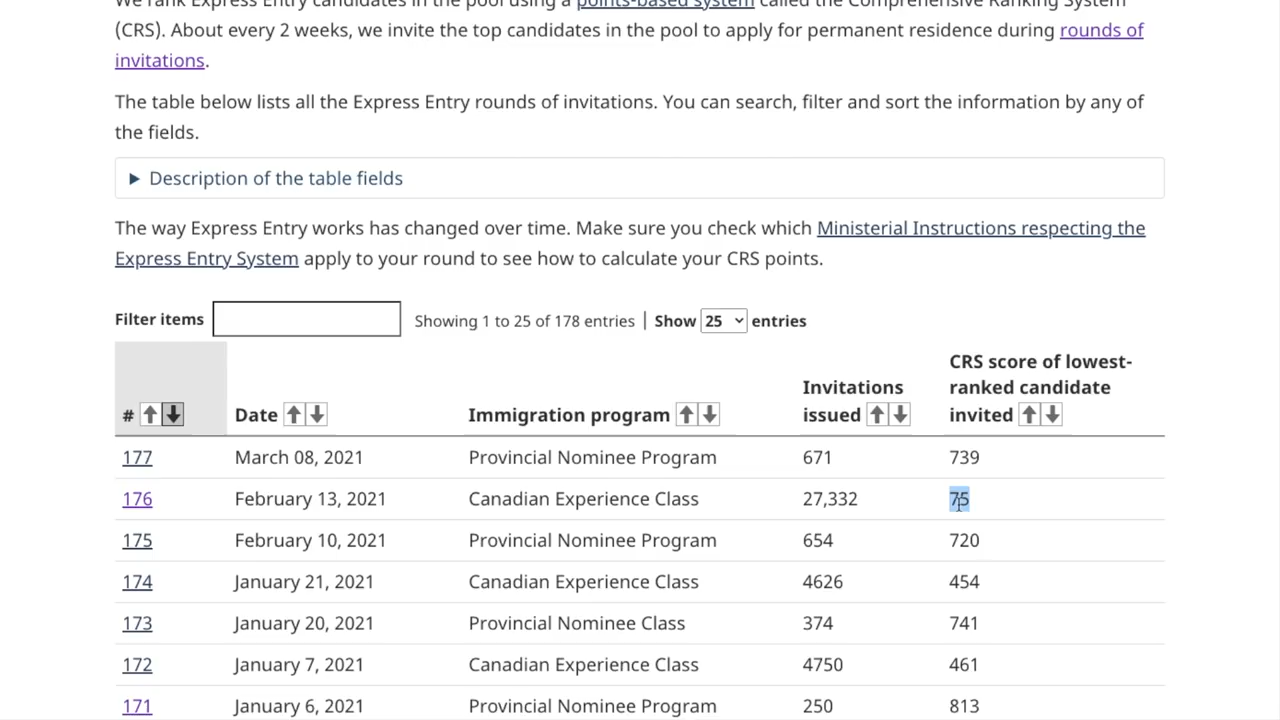 We rank Express Entry candidates in the pool using a points-based system called the Comprehensive Ranking System
(CRS). About every 2 weeks, we invite the top candidates in the pool to apply for permanent residence during rounds of
invitations.
The table below lists all the Express Entry rounds of invitations. You can search, filter and sort the information by any of
the fields.
Description of the table fields
The way Express Entry works has changed over time. Make sure you check which Ministerial Instructions respecting the
Express Entry System apply to your round to see how to calculate your CRS points.
Filter items Showing 1 to 25 of 178 entries | Show 25 entries
# Date Immigration program Invitations issued CRS score of lowest-ranked candidate invited
177 March 08, 2021 Provincial Nominee Program 671 739
176 February 13, 2021 Canadian Experience Class 27,332 75
175 February 10, 2021 Provincial Nominee Program 654 720
174 January 21, 2021 Canadian Experience Class 4626 454
173 January 20, 2021 Provincial Nominee Class 374 741
172 January 7, 2021 Canadian Experience Class 4750 461
171 January 6, 2021 Provincial Nominee Program 250 813